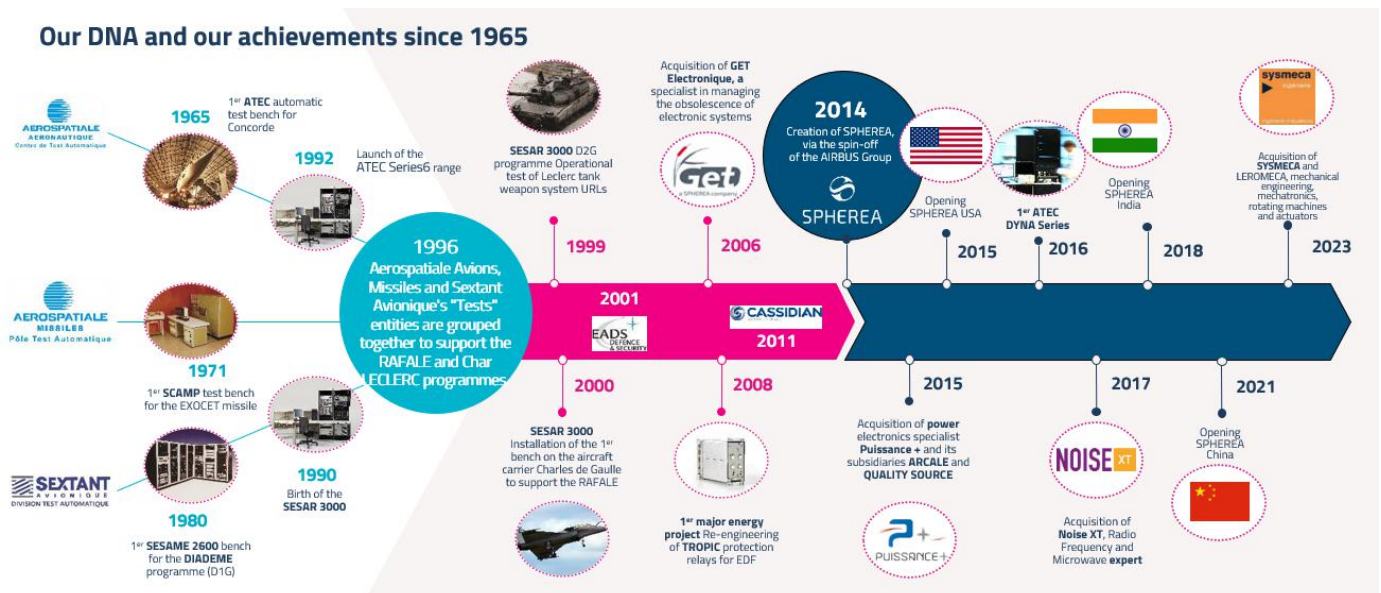 Our DNA and our achievements since 1965
AEROSPATIALE
AERONAUTIQUE
Centre de Test Automatique
1965
1er ATEC automatic
test bench for
Concorde
1992
Launch of the
ATEC Series6 range
AEROSPATIALE
MISSILES
Pôle Test Automatique
1971
1er SCAMP test bench
for the EXOCET missile
SEXTANT
AVIONIQUE
DIVISION TEST AUTOMATIQUE
1980
1er SESAME 2600 bench
for the DIADEME
programme (D1G)
1990
Birth of the
SESAR 3000
1996
Aerospatiale Avions,
Missiles and Sextant
Avionique's "Tests"
entities are grouped
together to support the
RAFALE and Char
LECLERC programmes
SESAR 3000 D2G
programme Operational
test of Leclerc tank
weapon system URLs
1999
Acquisition of GET
Electronique, a
specialist in managing
the obsolescence of
electronic systems
Get
a SPHEREA company
2006
2001
EADS
DEFENCE
& SECURITY
CASSIDIAN
2011
2000
SESAR 3000
Installation of the 1er
bench on the aircraft
carrier Charles de Gaulle
to support the RAFALE
2008
1er major energy
project Re-engineering
of TROPIC protection
relays for EDF
2014
Creation of SPHEREA,
via the spin-off
of the AIRBUS Group
SPHEREA
Opening
SPHEREA USA
2015
1er ATEC
DYNA Series
2016
Opening
SPHEREA
India
2018
sysmeca
Acquisition of
SYSMECA and
LEROMECA, mechanical
engineering,
mechatronics,
rotating machines
and actuators
2023
2015
Acquisition of power
electronics specialist
Puissance + and its
subsidiaries ARCALE and
QUALITY SOURCE
P+
PUISSANCE+
2017
NOISE XT
Acquisition of
Noise XT, Radio
Frequency and
Microwave expert
2021
Opening
SPHEREA
China